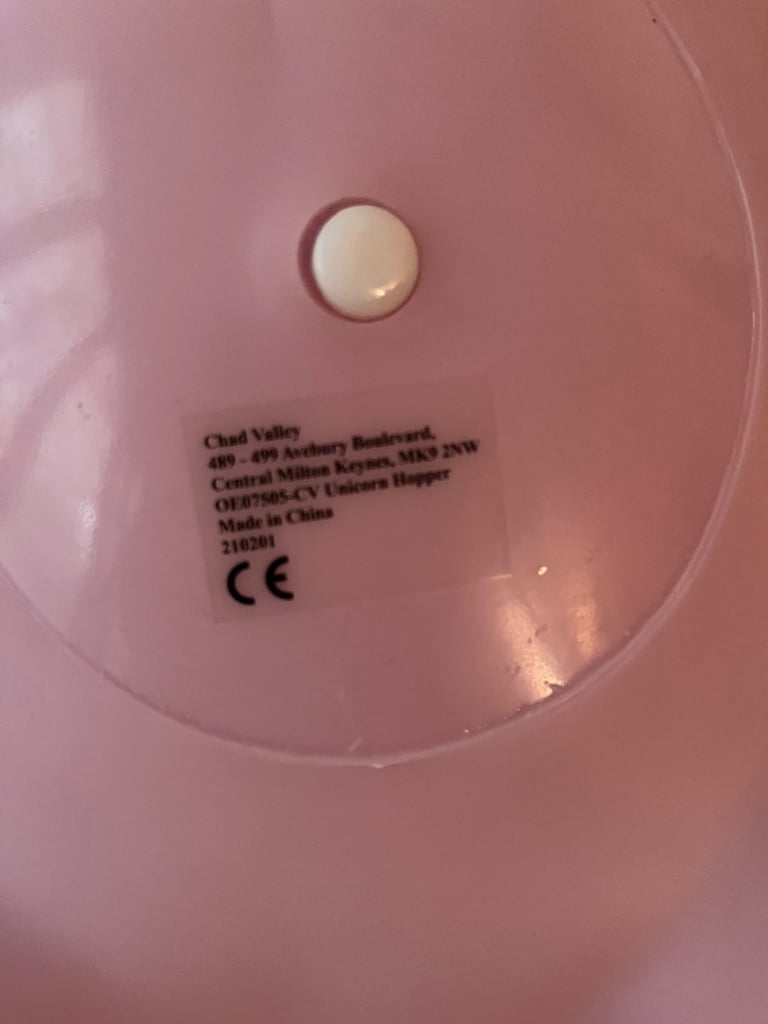 Chad Valley
489 - 499 Avebury Boulevard,
Central Milton Keynes, MK9 2NW
OE07505-CV Unicorn Hopper
Made in China
210201
CE